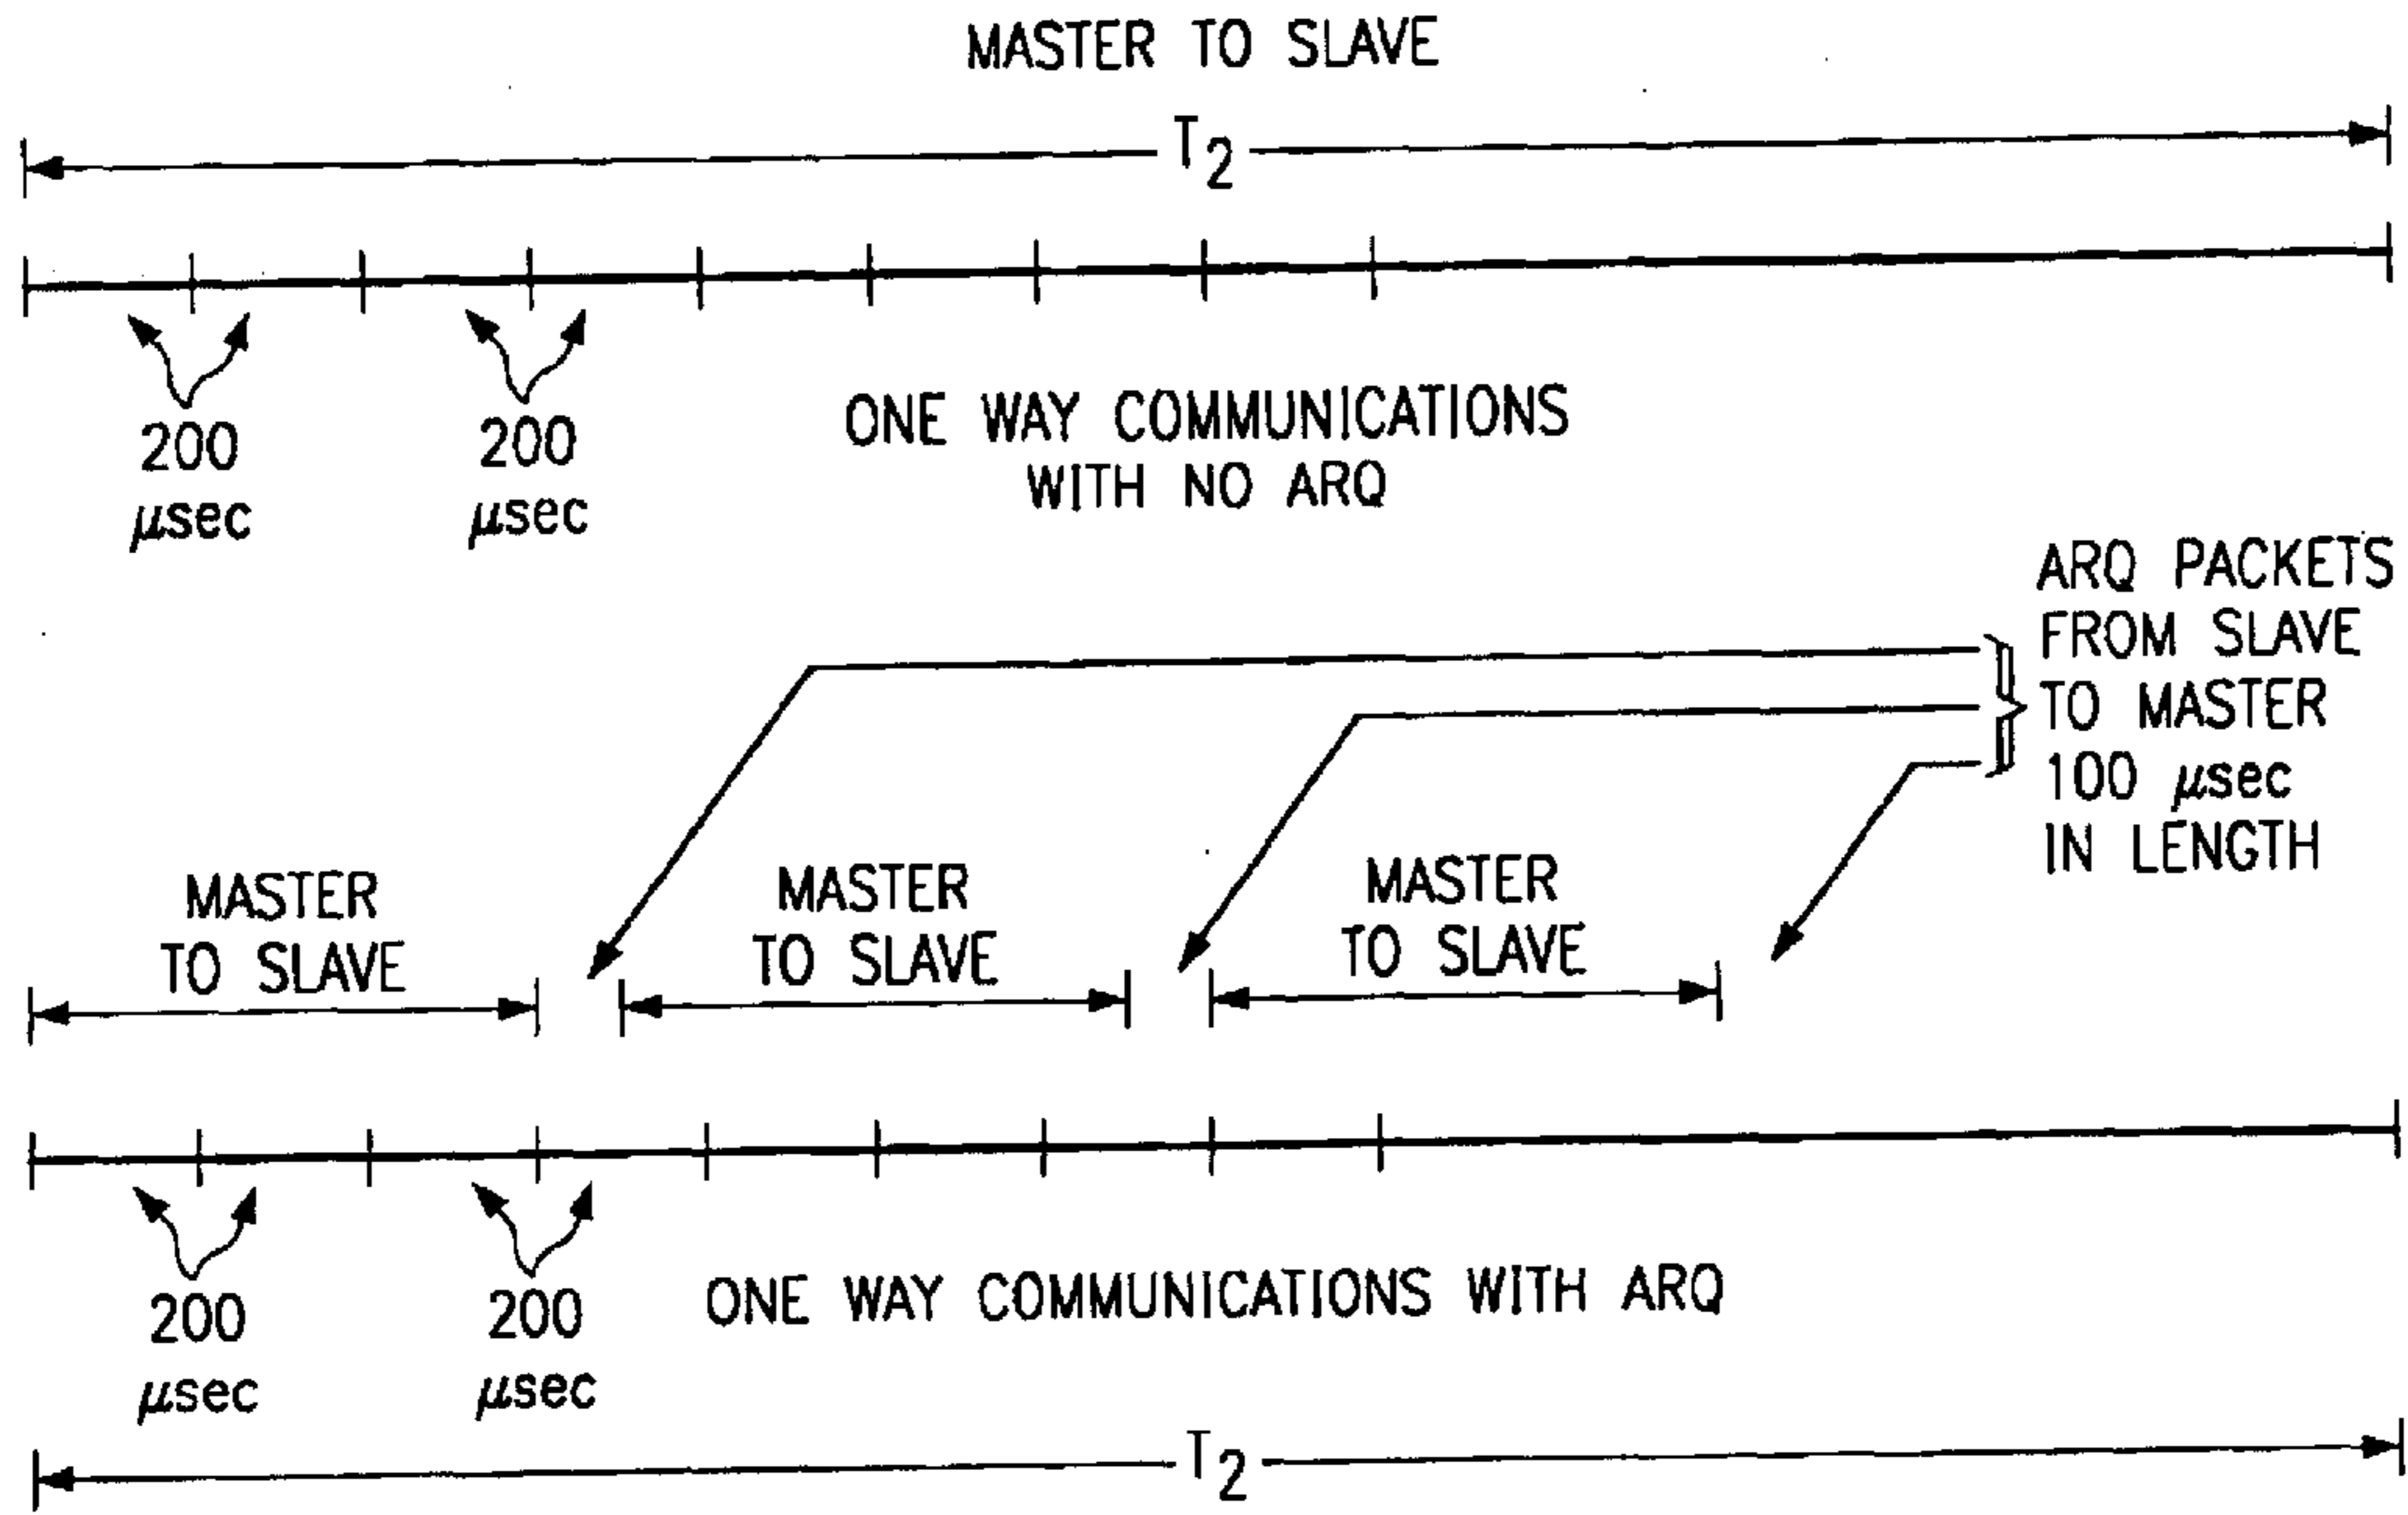 MASTER TO SLAVE
T2
200
µsec
200
µsec
ONE WAY COMMUNICATIONS
WITH NO ARQ
ARQ PACKETS
FROM SLAVE
TO MASTER
100 µsec
IN LENGTH
MASTER
TO SLAVE
MASTER
TO SLAVE
MASTER
TO SLAVE
200
µsec
200
µsec
ONE WAY COMMUNICATIONS WITH ARQ
T2